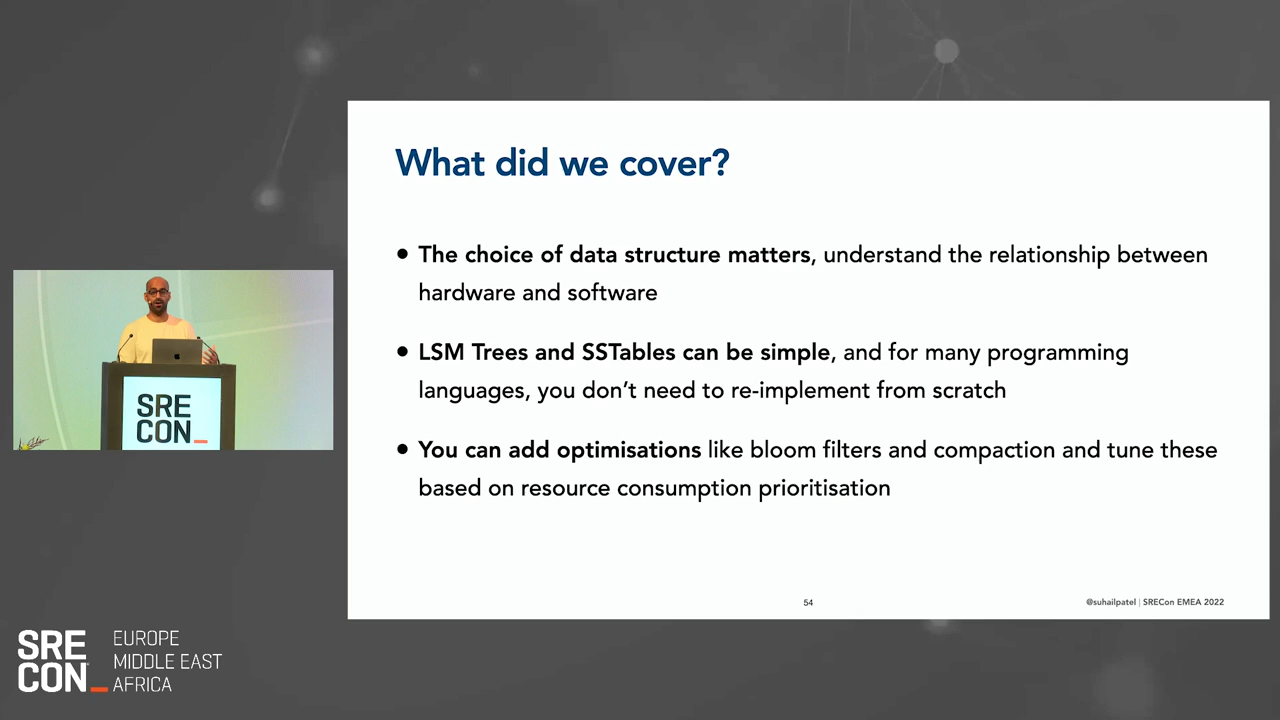 What did we cover?
• The choice of data structure matters, understand the relationship between
hardware and software
• LSM Trees and SSTables can be simple, and for many programming
languages, you don’t need to re-implement from scratch
• You can add optimisations like bloom filters and compaction and tune these
based on resource consumption prioritisation
54
@suhailpatel | SRECon EMEA 2022
SRE
CON_
SRE
CON_
EUROPE
MIDDLE EAST
AFRICA